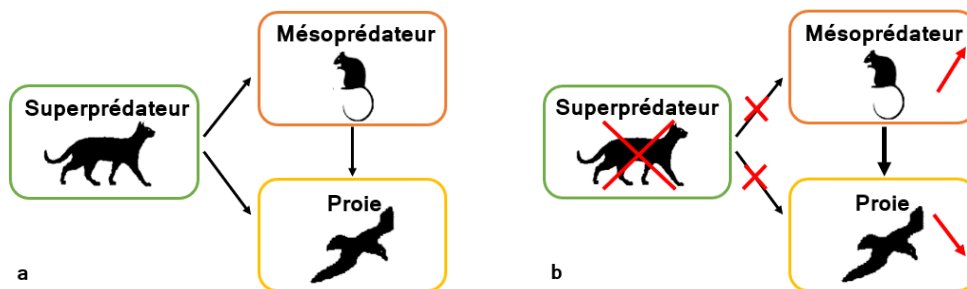 Mésoprédateur
Superprédateur
Proie
a
Mésoprédateur
Superprédateur
Proie
b